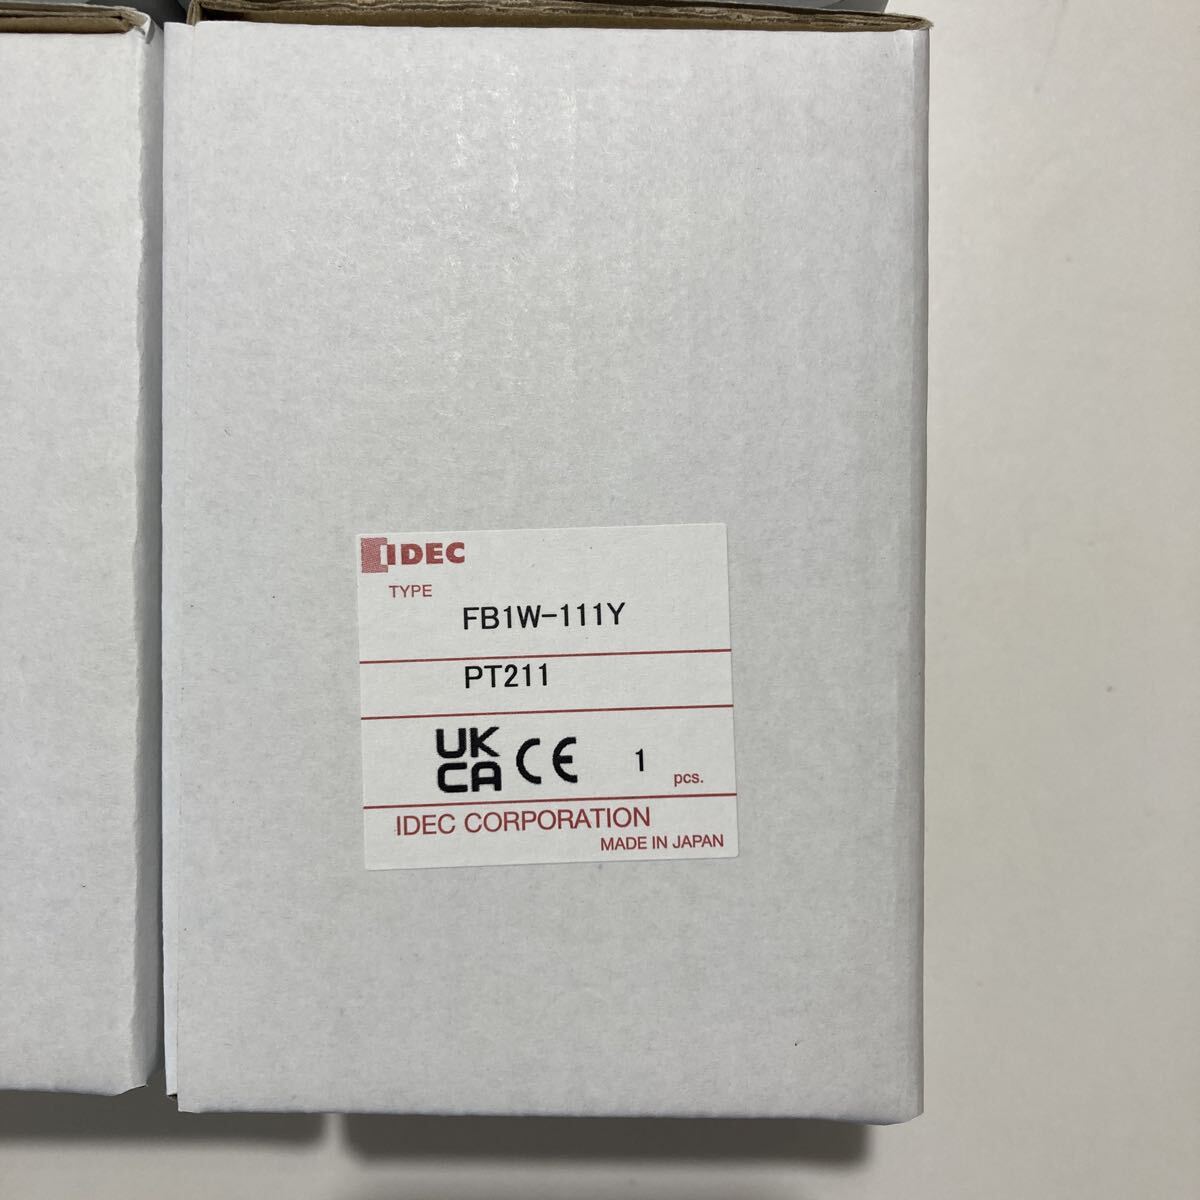 IDEC
TYPE
FB1W-111Y
PT211
UK
CA CE 1 pcs.
IDEC CORPORATION
MADE IN JAPAN